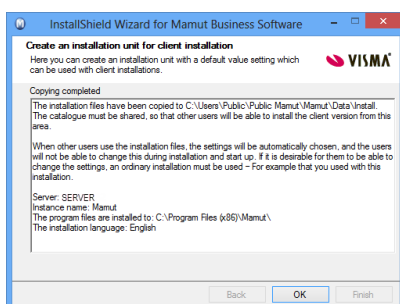 InstallShield Wizard for Mamut Business Software
Create an installation unit for client installation
Here you can create an installation unit with a default value setting which
can be used with client installations.
VISMA
Copying completed
The installation files have been copied to C:\Users\Public\Public Mamut\Mamut\Data\Install.
The catalogue must be shared, so that other users will be able to install the client version from this
area.
When other users use the installation files, the settings will be automatically chosen, and the users
will not be able to change this during installation and start up. If it is desirable for them to be able to
change the settings, an ordinary installation must be used – For example that you used with this
installation.
Server: SERVER
Instance name: Mamut
The program files are installed to: C:\Program Files (x86)\Mamut\
The installation language: English
Back OK Finish